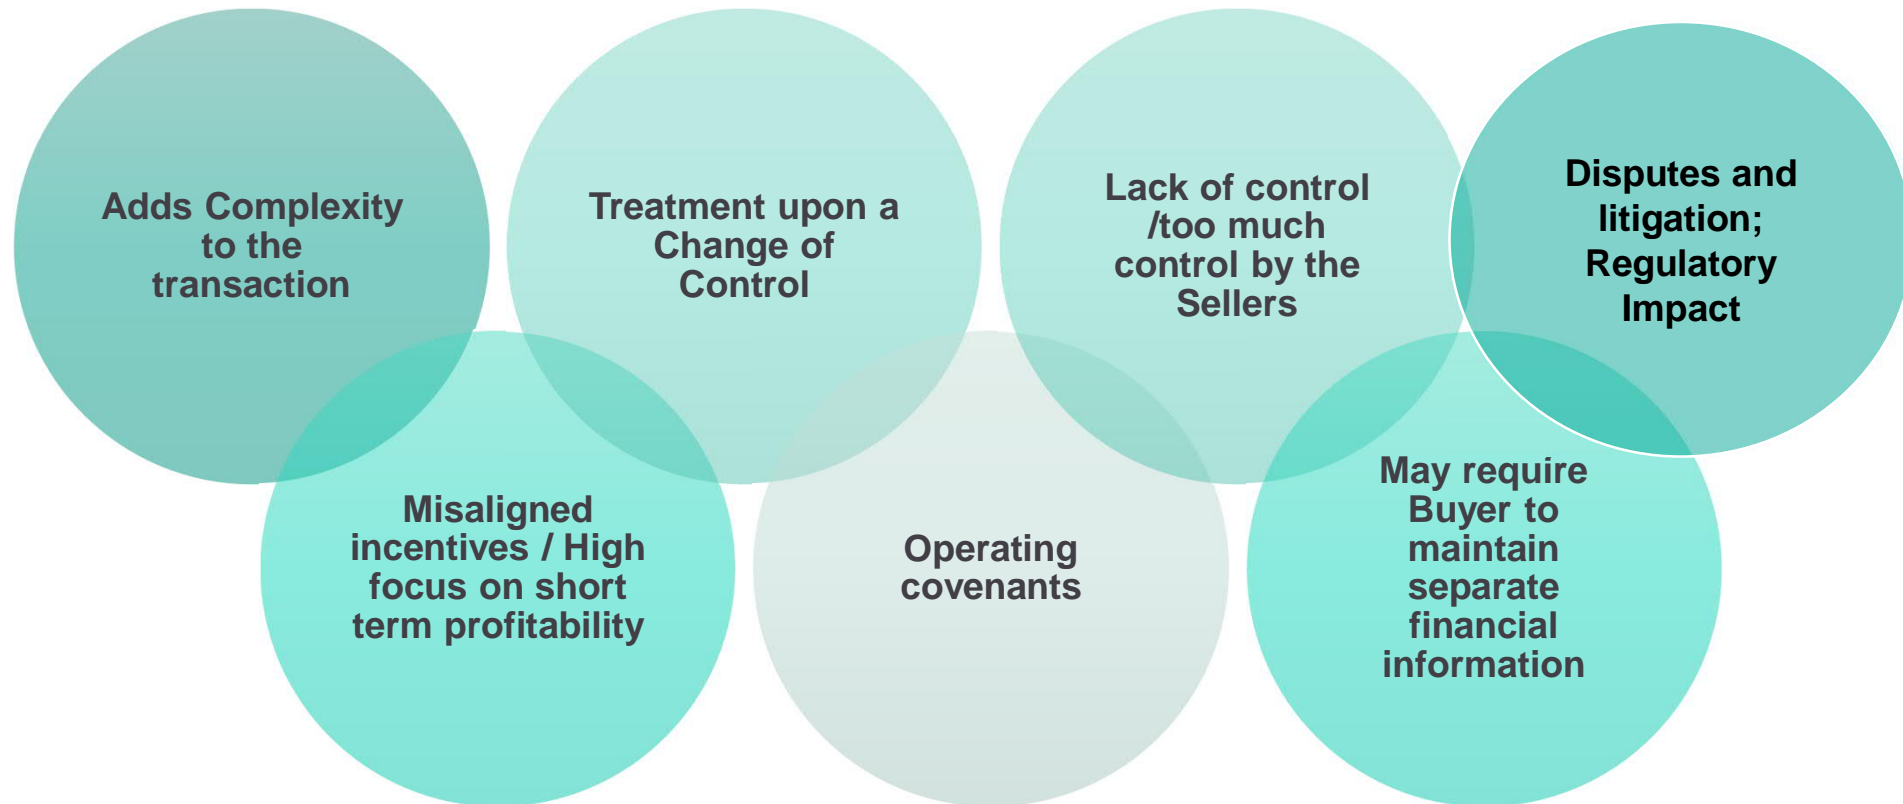 Adds Complexity
to the
transaction
Treatment upon a
Change of
Control
Lack of control
/too much
control by the
Sellers
Disputes and
litigation;
Regulatory
Impact
Misaligned
incentives / High
focus on short
term profitability
Operating
covenants
May require
Buyer to
maintain
separate
financial
information